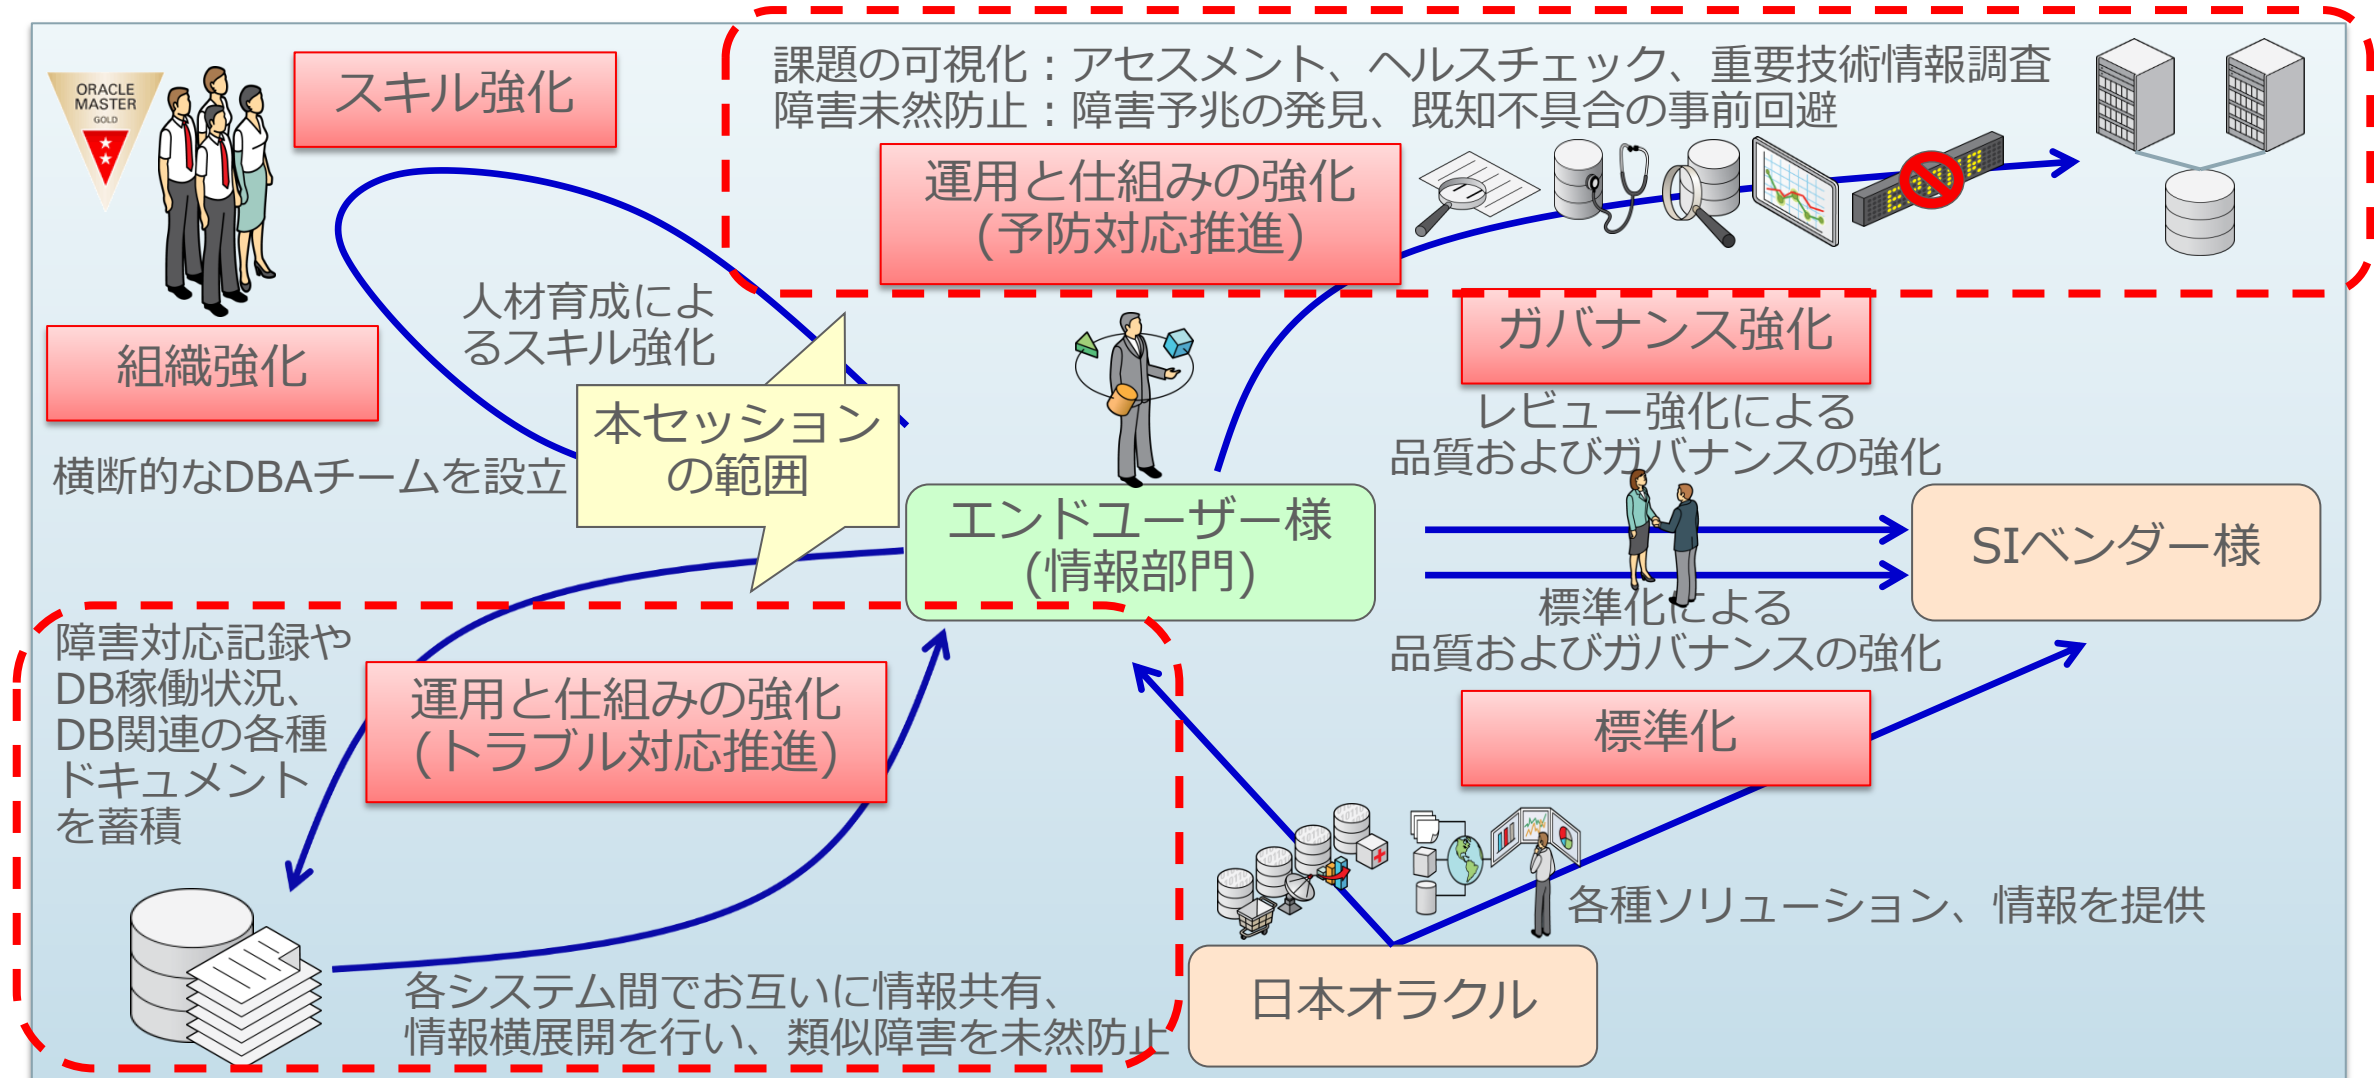 ORACLE
MASTER
GOLD
スキル強化
課題の可視化：アセスメント、ヘルスチェック、重要技術情報調査
障害未然防止：障害予兆の発見、既知不具合の事前回避
運用と仕組みの強化
(予防対応推進)
人材育成によ
るスキル強化
組織強化
横断的なDBAチームを設立
本セッション
の範囲
ガバナンス強化
レビュー強化による
品質およびガバナンスの強化
エンドユーザー様
(情報部門)
SIベンダー様
標準化による
品質およびガバナンスの強化
標準化
障害対応記録や
DB稼働状況、
DB関連の各種
ドキュメント
を蓄積
運用と仕組みの強化
(トラブル対応推進)
各種ソリューション、情報を提供
各システム間でお互いに情報共有、
情報横展開を行い、類似障害を未然防止
日本オラクル